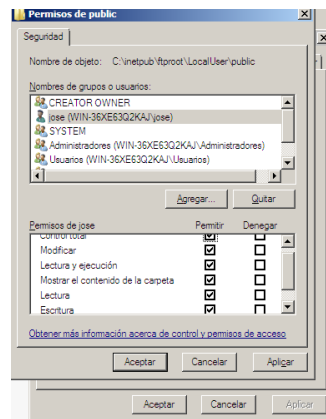 Permisos de public
Seguridad
Nombre de objeto: C:\inetpub\ftproot\LocalUser\public
Nombres de grupos o usuarios:
CREATOR OWNER
jose (WIN-36XE63Q2KAJ\jose)
SYSTEM
Administradores (WIN-36XE63Q2KAJ\Administradores)
Usuarios (WIN-36XE63Q2KAJ\Usuarios)
Agregar... Quitar
Permisos de jose Permitir Denegar
Control total
Modificar
Lectura y ejecución
Mostrar el contenido de la carpeta
Lectura
Escritura
Obtener más información acerca de control y permisos de acceso
Aceptar Cancelar Aplicar
Aceptar Cancelar Aplicar